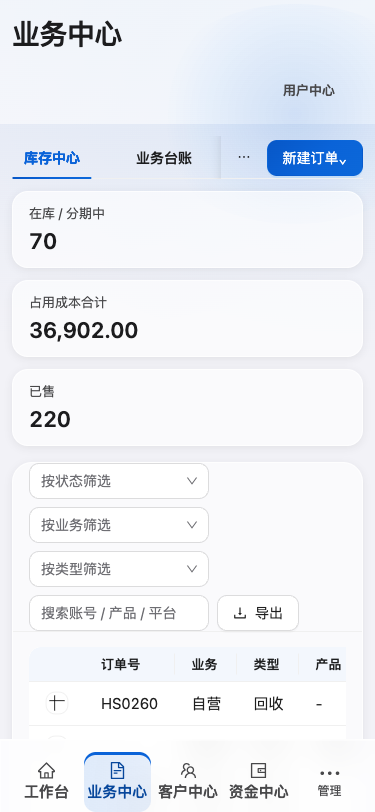 业务中心
用户中心
库存中心 业务台账 ··· 新建订单
在库 / 分期中
70
占用成本合计
36,902.00
已售
220
按状态筛选
按业务筛选
按类型筛选
搜索账号 / 产品 / 平台 导出
订单号 业务 类型 产品
HS0260 自营 回收 -
工作台 业务中心 客户中心 资金中心 管理